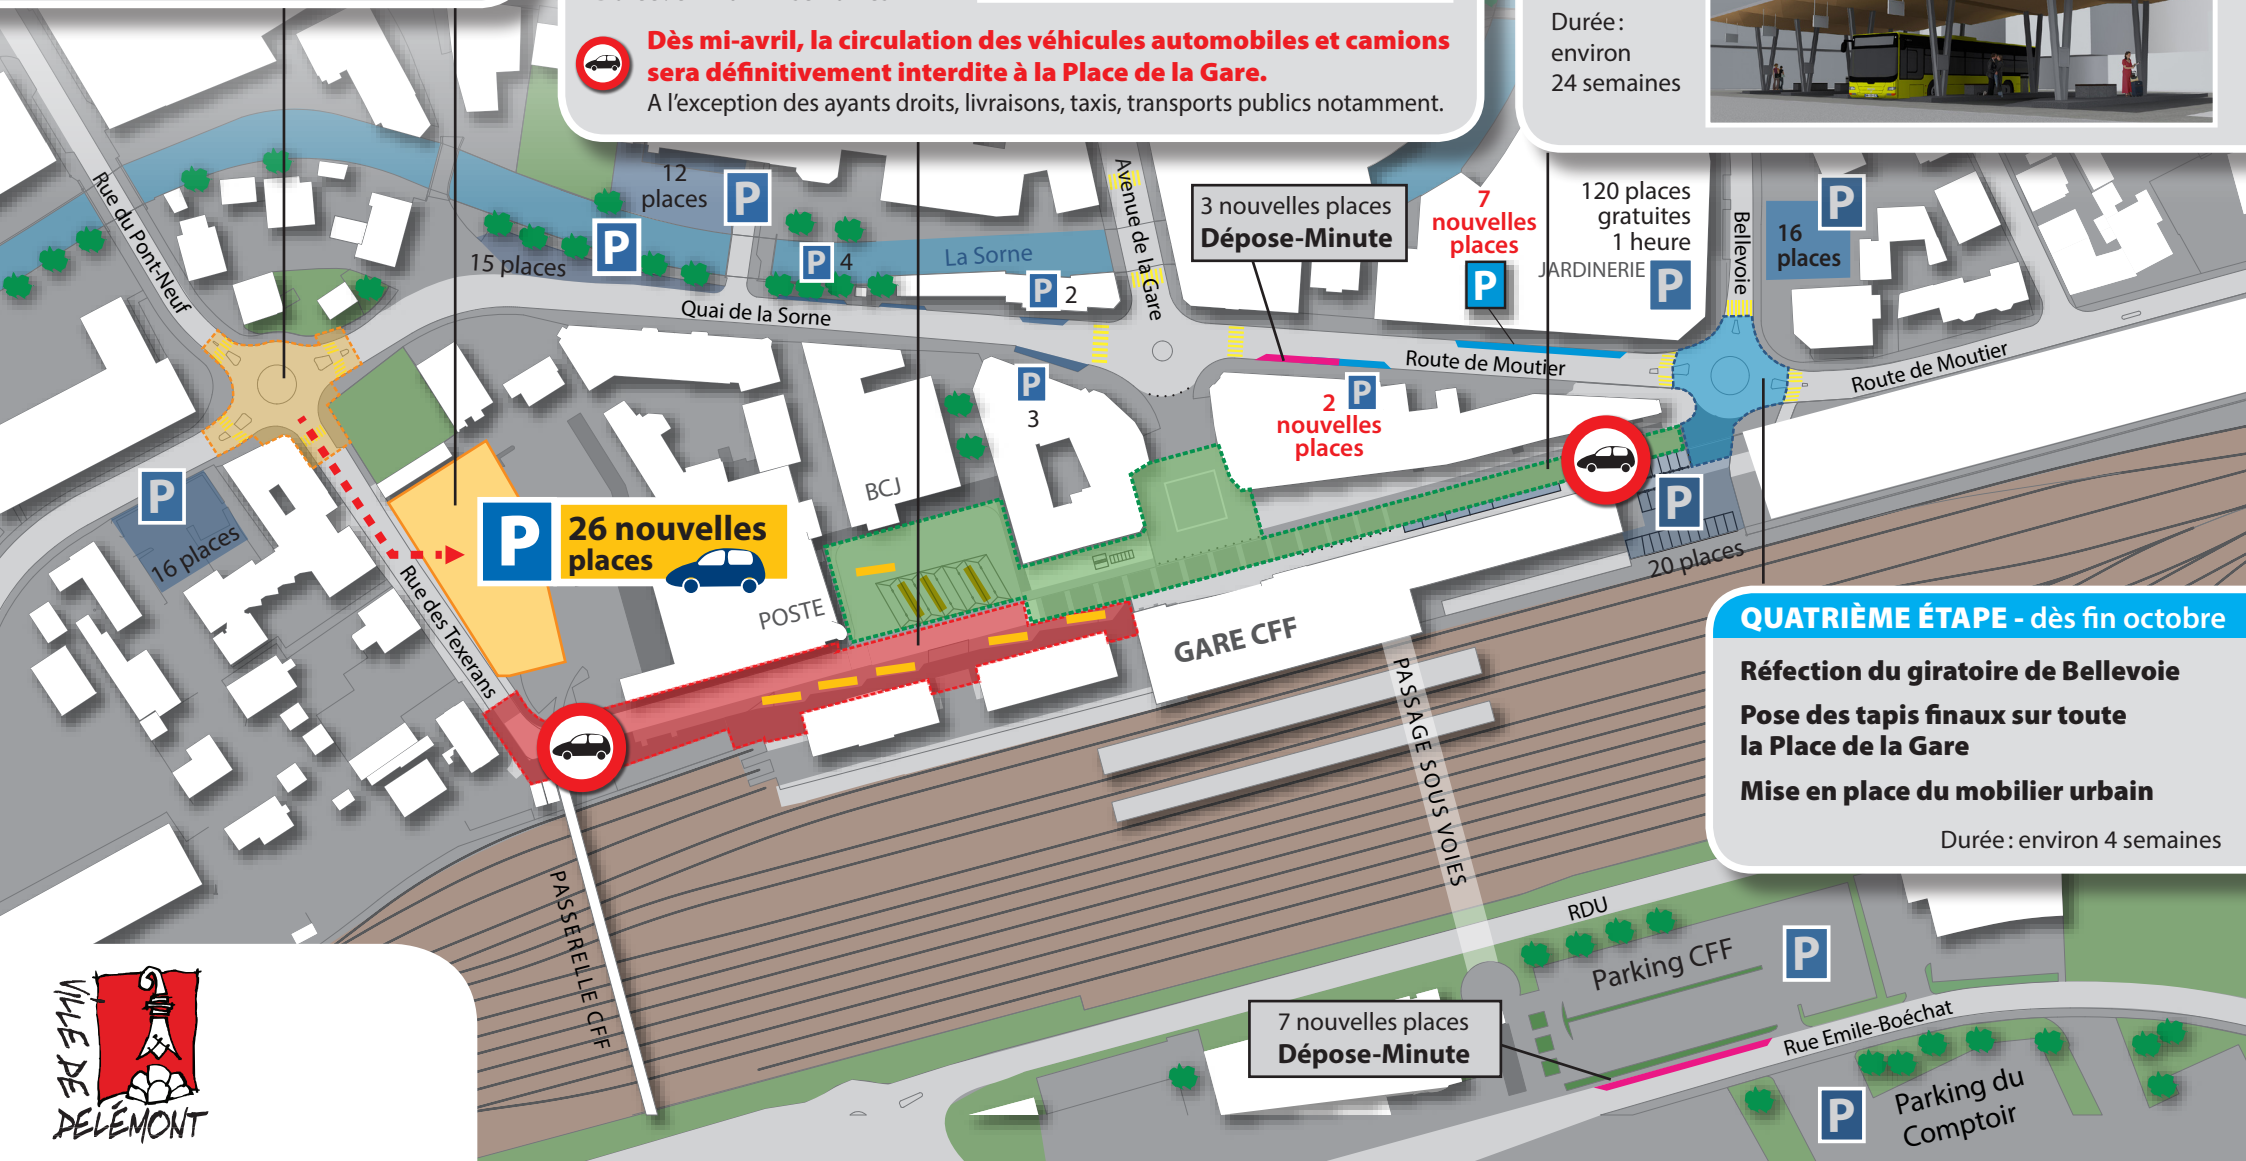 Dès mi-avril, la circulation des véhicules automobiles et camions
sera définitivement interdite à la Place de la Gare.
A l'exception des ayants droits, livraisons, taxis, transports publics notamment.
Durée :
environ
24 semaines
Rue du Pont-Neuf
12
places
P
15 places
P
P 4
La Sorne
P 2
Quai de la Sorne
Avenue de la Gare
3 nouvelles places
Dépose-Minute
7
nouvelles
places
P
120 places
gratuites
1 heure
JARDINERIE P
Bellevoie
P
16
places
Route de Moutier
Route de Moutier
P
3
2 P
nouvelles
places
BCJ
P
16 places
P
26 nouvelles
places
Rue des Texerans
POSTE
GARE CFF
P
20 places
QUATRIÈME ÉTAPE - dès fin octobre
Réfection du giratoire de Bellevoie
Pose des tapis finaux sur toute
la Place de la Gare
Mise en place du mobilier urbain
Durée : environ 4 semaines
PASSAGE SOUS VOIES
PASSERELLE CFF
RDU
Parking CFF
P
7 nouvelles places
Dépose-Minute
Rue Emile-Boéchat
P
Parking du
Comptoir
VILLE DE
DELÉMONT